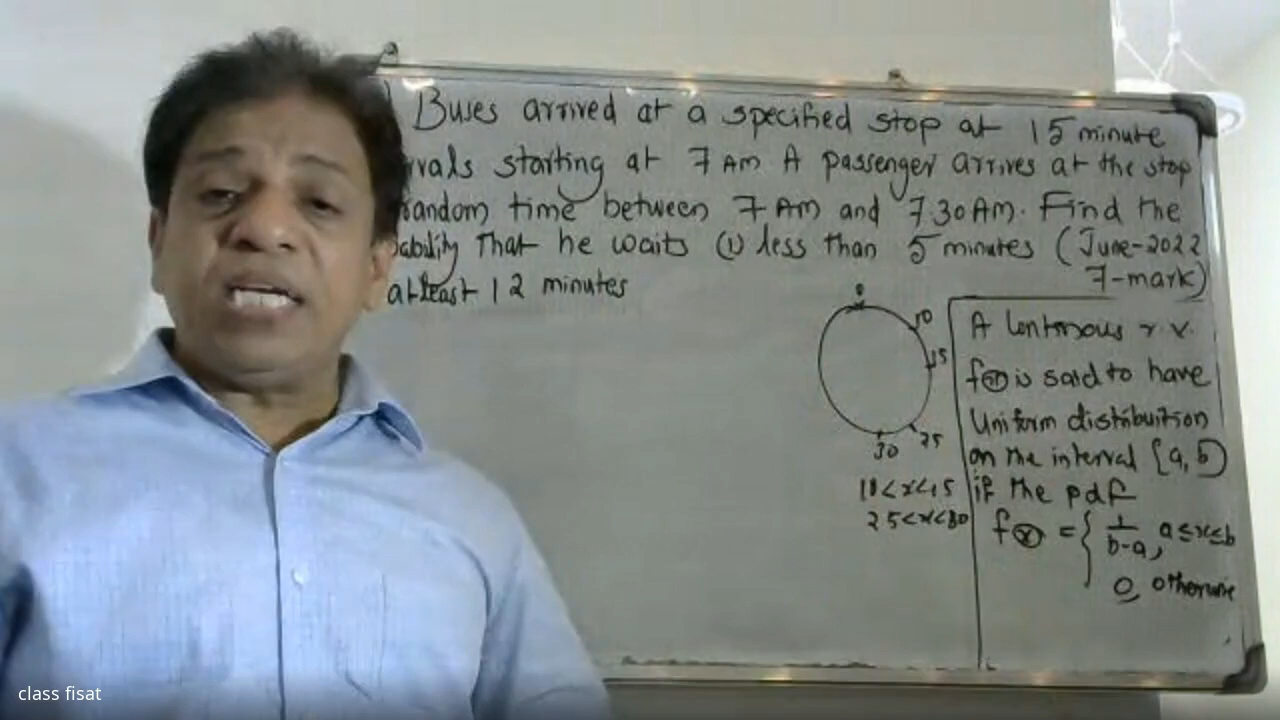 Buses arrived at a specified stop at 15 minute
rvals starting at 7 AM A passenger arrives at the stop
random time between 7 AM and 7 30 AM. Find the
ability That he waits (1) less than 5 minutes (June-2022
7-mark)
atleast 12 minutes
0
10
15
25
30
10<x<15
25<x<30
A Continous r.v.
f(x) is said to have
Uniform distribuition
on the interval [a, b]
if the pdf
f(x) = { 1/b-a, a≤x≤b
0, otherwise
class fisat